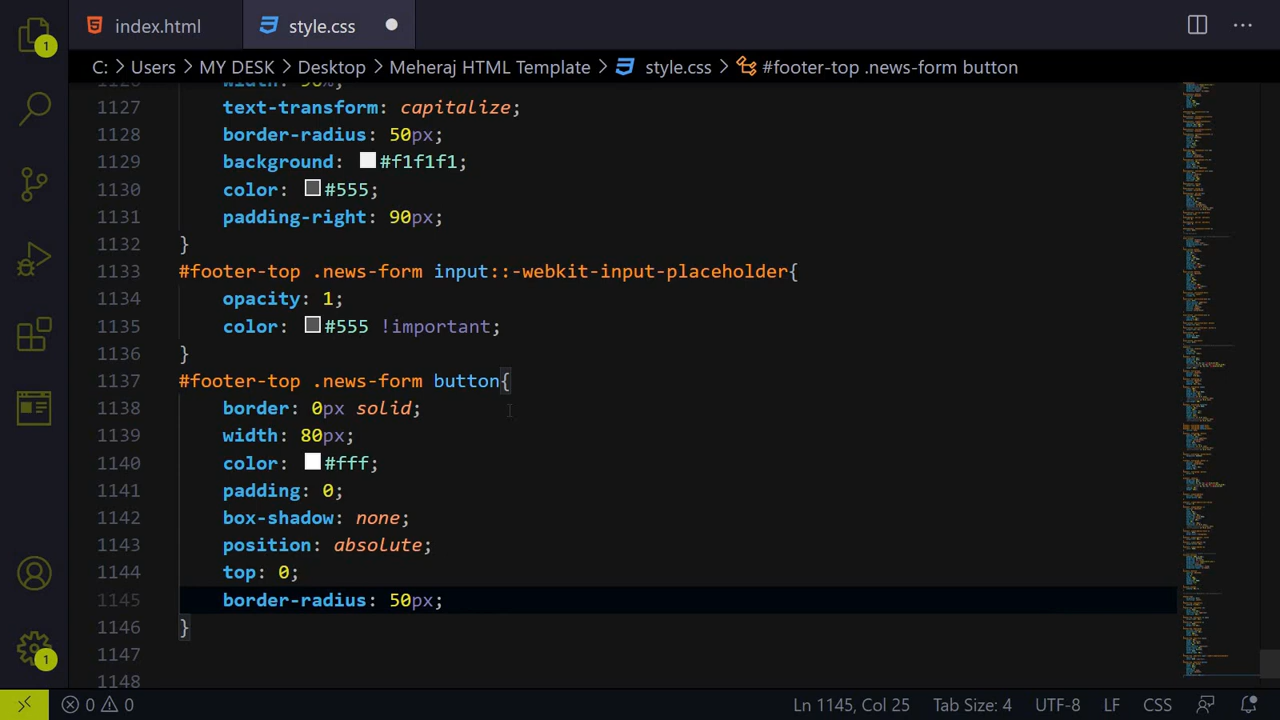 index.html
style.css
C: > Users > MY DESK > Desktop > Meheraj HTML Template > style.css > #footer-top .news-form button
1
1127 text-transform: capitalize;
1128 border-radius: 50px;
1129 background: #f1f1f1;
1130 color: #555;
1131 padding-right: 90px;
1132 }
1133 #footer-top .news-form input::-webkit-input-placeholder{
1134 opacity: 1;
1135 color: #555 !important;
1136 }
1137 #footer-top .news-form button{
1138 border: 0px solid;
1139 width: 80px;
1140 color: #fff;
1141 padding: 0;
1142 box-shadow: none;
1143 position: absolute;
1144 top: 0;
1145 border-radius: 50px;
1146 }
1147
1148
1
0 0
Ln 1145, Col 25
Tab Size: 4
UTF-8
LF
CSS